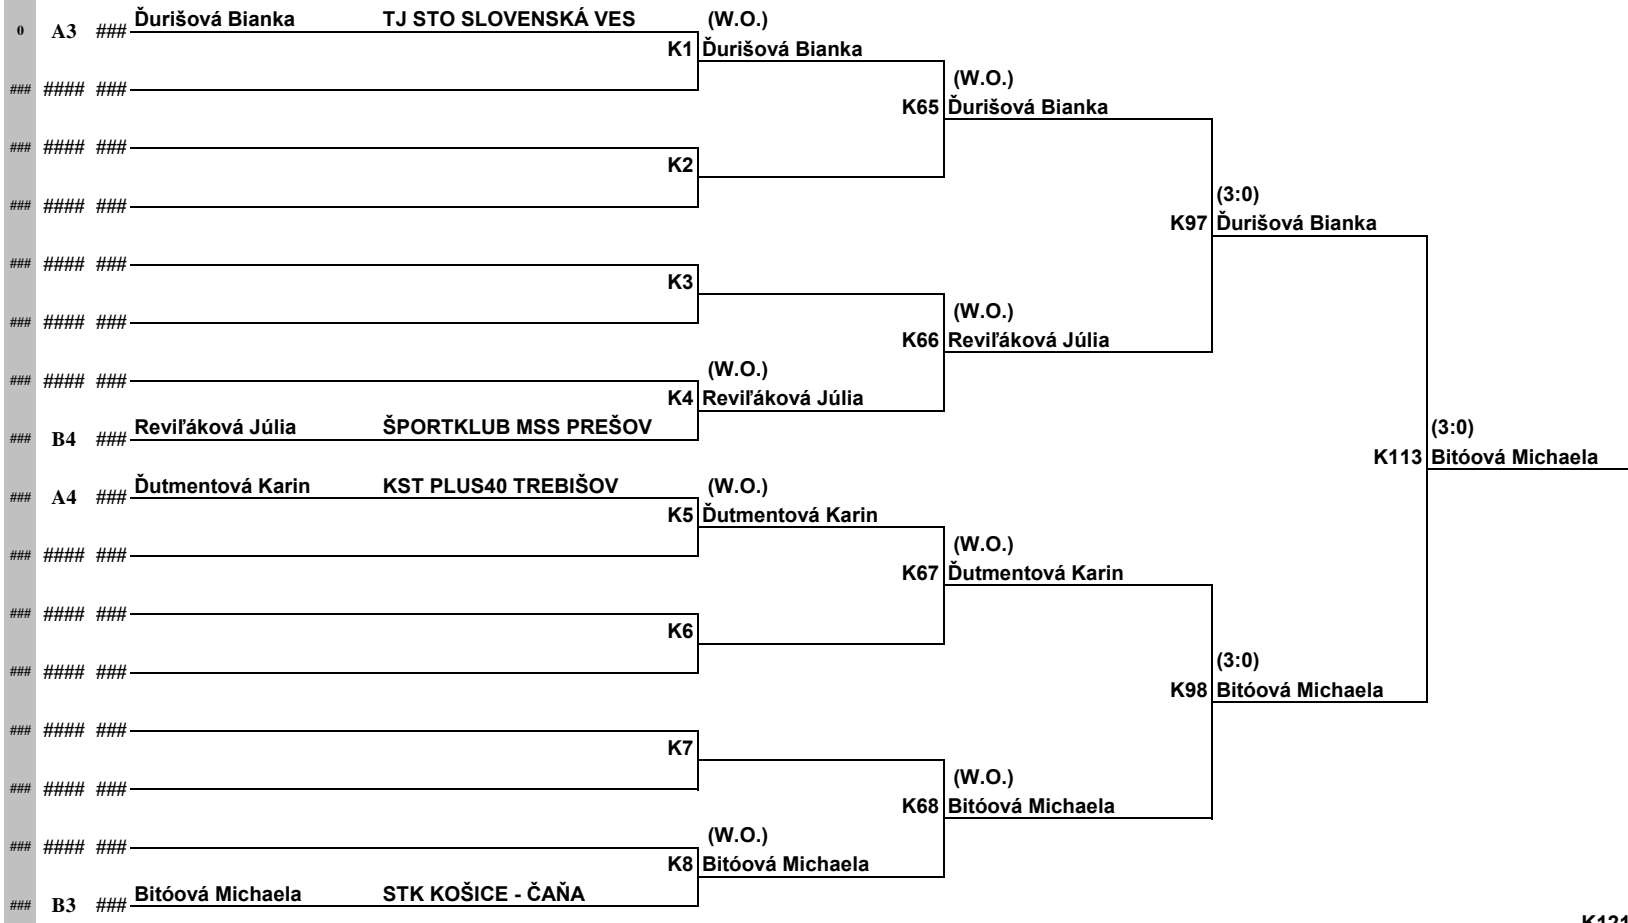 (W.O.)
0 A3 ### Ďurišová Bianka TJ STO SLOVENSKÁ VES
K1 Ďurišová Bianka
(W.O.)
### #### ###
K65 Ďurišová Bianka
### #### ###
K2
(3:0)
### #### ###
K97 Ďurišová Bianka
### #### ###
K3
(W.O.)
### #### ###
K66 Reviľáková Júlia
(W.O.)
### #### ###
K4 Reviľáková Júlia
(3:0)
### B4 ### Reviľáková Júlia ŠPORTKLUB MSS PREŠOV
K113 Bitóová Michaela
(W.O.)
### A4 ### Ďutmentová Karin KST PLUS40 TREBIŠOV
K5 Ďutmentová Karin
(W.O.)
### #### ###
K67 Ďutmentová Karin
### #### ###
K6
(3:0)
### #### ###
K98 Bitóová Michaela
### #### ###
K7
(W.O.)
### #### ###
K68 Bitóová Michaela
(W.O.)
### #### ###
K8 Bitóová Michaela
### B3 ### Bitóová Michaela STK KOŠICE - ČAŇA